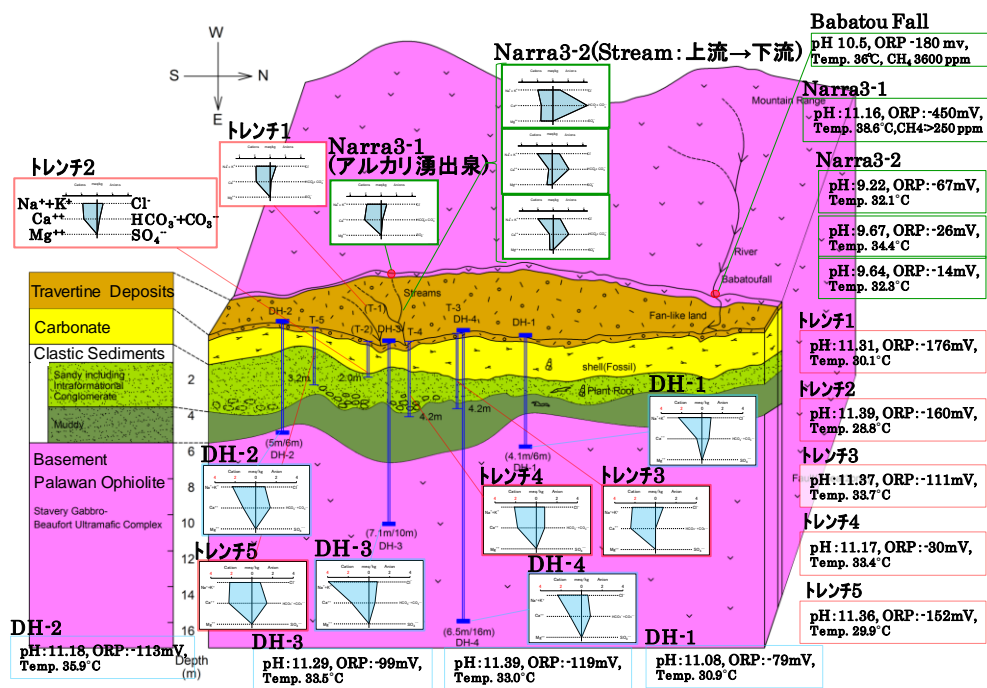 Babatou Fall
pH 10.5, ORP -180 mv,
Temp. 36℃, CH4 3600 ppm
W
S
N
E
Narra3-2(Stream:上流→下流)
Mountain Range
Narra3-1
pH:11.16, ORP:-450mV,
Temp. 38.6°C,CH4>250 ppm
トレンチ1
Narra3-1
(アルカリ湧出泉)
Narra3-2
pH:9.22, ORP:-67mV
Temp. 32.1°C
pH:9.67, ORP:-26mV
Temp. 34.4°C
pH:9.64, ORP:-14mV
Temp. 32.3°C
トレンチ2
Na⁺+K⁺
Cl⁻
Ca⁺⁺
HCO₃⁻+CO₃⁻⁻
Mg⁺⁺
SO₄⁻⁻
River
Babatoufall
Travertine Deposits
Streams
DH-2
T-5
(T-1)
(T-2)
DH-3
T-4
T-3
DH-4
DH-1
Fan-like land
Carbonate
Clastic Sediments
Sandy including
Intraformational
Conglomerate
Muddy
shell(Fossil)
Plant Root
3.2m
2.0m
4.2m
4.2m
2
4
6
8
10
12
14
16
Depth
(m)
(5m/6m)
DH-2
(4.1m/6m)
DH-1
(7.1m/10m)
DH-3
(6.5m/16m)
DH-4
Basement
Palawan Ophiolite
Stavery Gabbro-
Beaufort Ultramafic Complex
トレンチ1
pH:11.31, ORP:-176mV,
Temp. 30.1°C
トレンチ2
pH:11.39, ORP:-160mV,
Temp. 28.8°C
トレンチ3
pH:11.37, ORP:-111mV,
Temp. 33.7°C
トレンチ4
pH:11.17, ORP:-30mV,
Temp. 33.4°C
トレンチ5
pH:11.36, ORP:-152mV,
Temp. 29.9°C
DH-1
DH-2
トレンチ4
トレンチ3
トレンチ5
DH-3
DH-4
DH-2
pH:11.18, ORP:-113mV,
Temp. 35.9°C
DH-3
pH:11.29, ORP:-99mV,
Temp. 33.5°C
pH:11.39, ORP:-119mV,
Temp. 33.0°C
DH-1
pH:11.08, ORP:-79mV,
Temp. 30.9°C